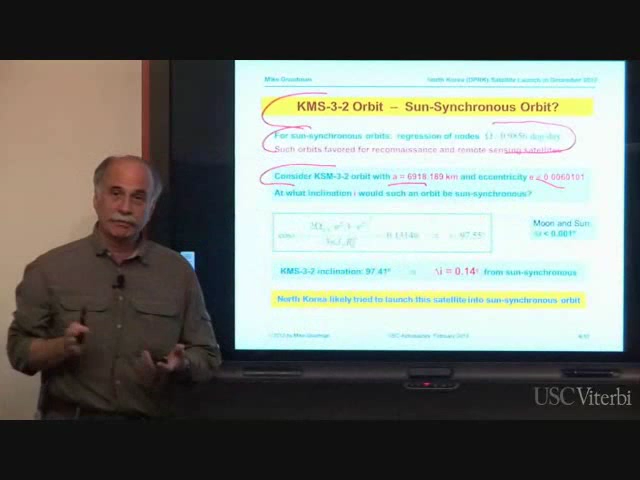 Mike Gruntman North Korea (DPRK) Satellite Launch in December 2012
KMS-3-2 Orbit – Sun-Synchronous Orbit?
For sun-synchronous orbits: regression of nodes
Such orbits favored for reconnaissance and remote sensing satellites
Consider KSM-3-2 orbit with a = 6918.189 km and eccentricity e = 0.0060101
At what inclination i would such an orbit be sun-synchronous?
Moon and Sun
Δi < 0.001°
KMS-3-2 inclination: 97.41° Δi = 0.14° from sun-synchronous
North Korea likely tried to launch this satellite into sun-synchronous orbit
USC Viterbi